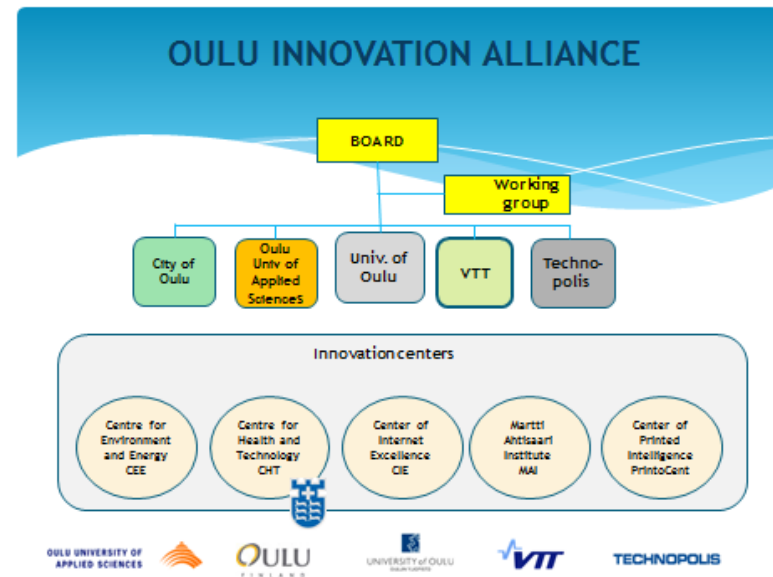 OULU INNOVATION ALLIANCE
BOARD
Working
group
City of
Oulu
Oulu
Univ of
Applied
Sciences
Univ. of
Oulu
VTT
Techno-
polis
Innovation centers
Centre for
Environment
and Energy
CEE
Centre for
Health and
Technology
CHT
Center of
Internet
Excellence
CIE
Martti
Ahtisaari
Institute
MAI
Center of
Printed
Intelligence
PrintoCent
OULU UNIVERSITY OF
APPLIED SCIENCES
OULU
FINLAND
UNIVERSITY of OULU
OULUN YLIOPISTO
VTT
TECHNOPOLIS